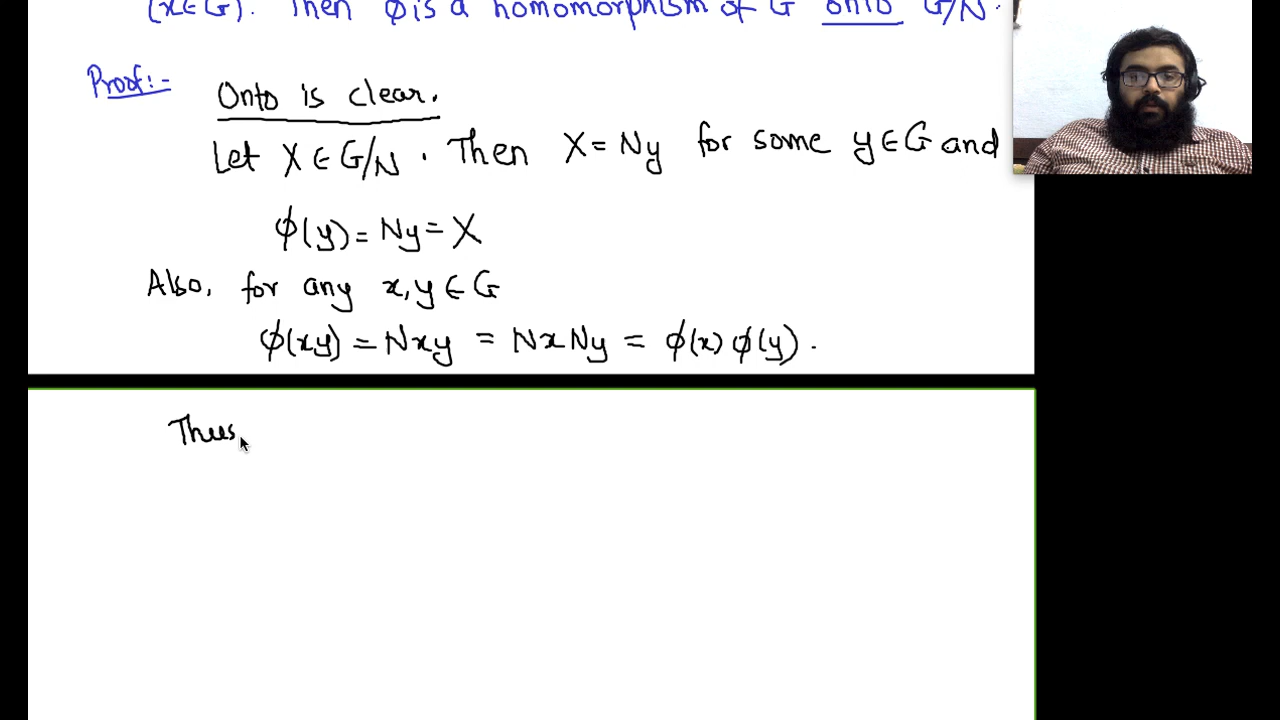 (x∈G). Then ϕ is a homomorphism of G onto G/N.
Proof:-
Onto is clear.
Let X ∈ G/N. Then X = Ny for some y∈G and
ϕ(y) = Ny = X
Also, for any x,y ∈ G
ϕ(xy) = Nxy = NxNy = ϕ(x) ϕ(y).
Thus,